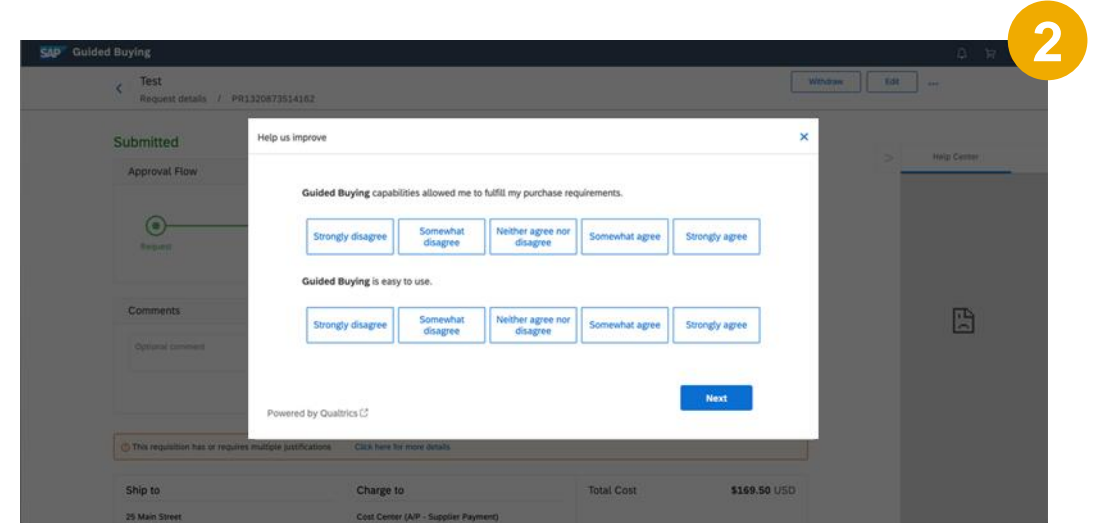 2
SAP Guided Buying
Test
Request details / PR1320873514162
Withdraw
Edit
...
Submitted
Approval Flow
Request
Help us improve
Guided Buying capabilities allowed me to fulfill my purchase requirements.
Strongly disagree
Somewhat
disagree
Neither agree nor
disagree
Somewhat agree
Strongly agree
Guided Buying is easy to use.
Strongly disagree
Somewhat
disagree
Neither agree nor
disagree
Somewhat agree
Strongly agree
Powered by Qualtrics
Next
Help Center
Comments
Optional comment
This requisition has or requires multiple justifications Click here for more details
Ship to
25 Main Street
Charge to
Cost Center (A/P - Supplier Payment)
Total Cost $169.50 USD